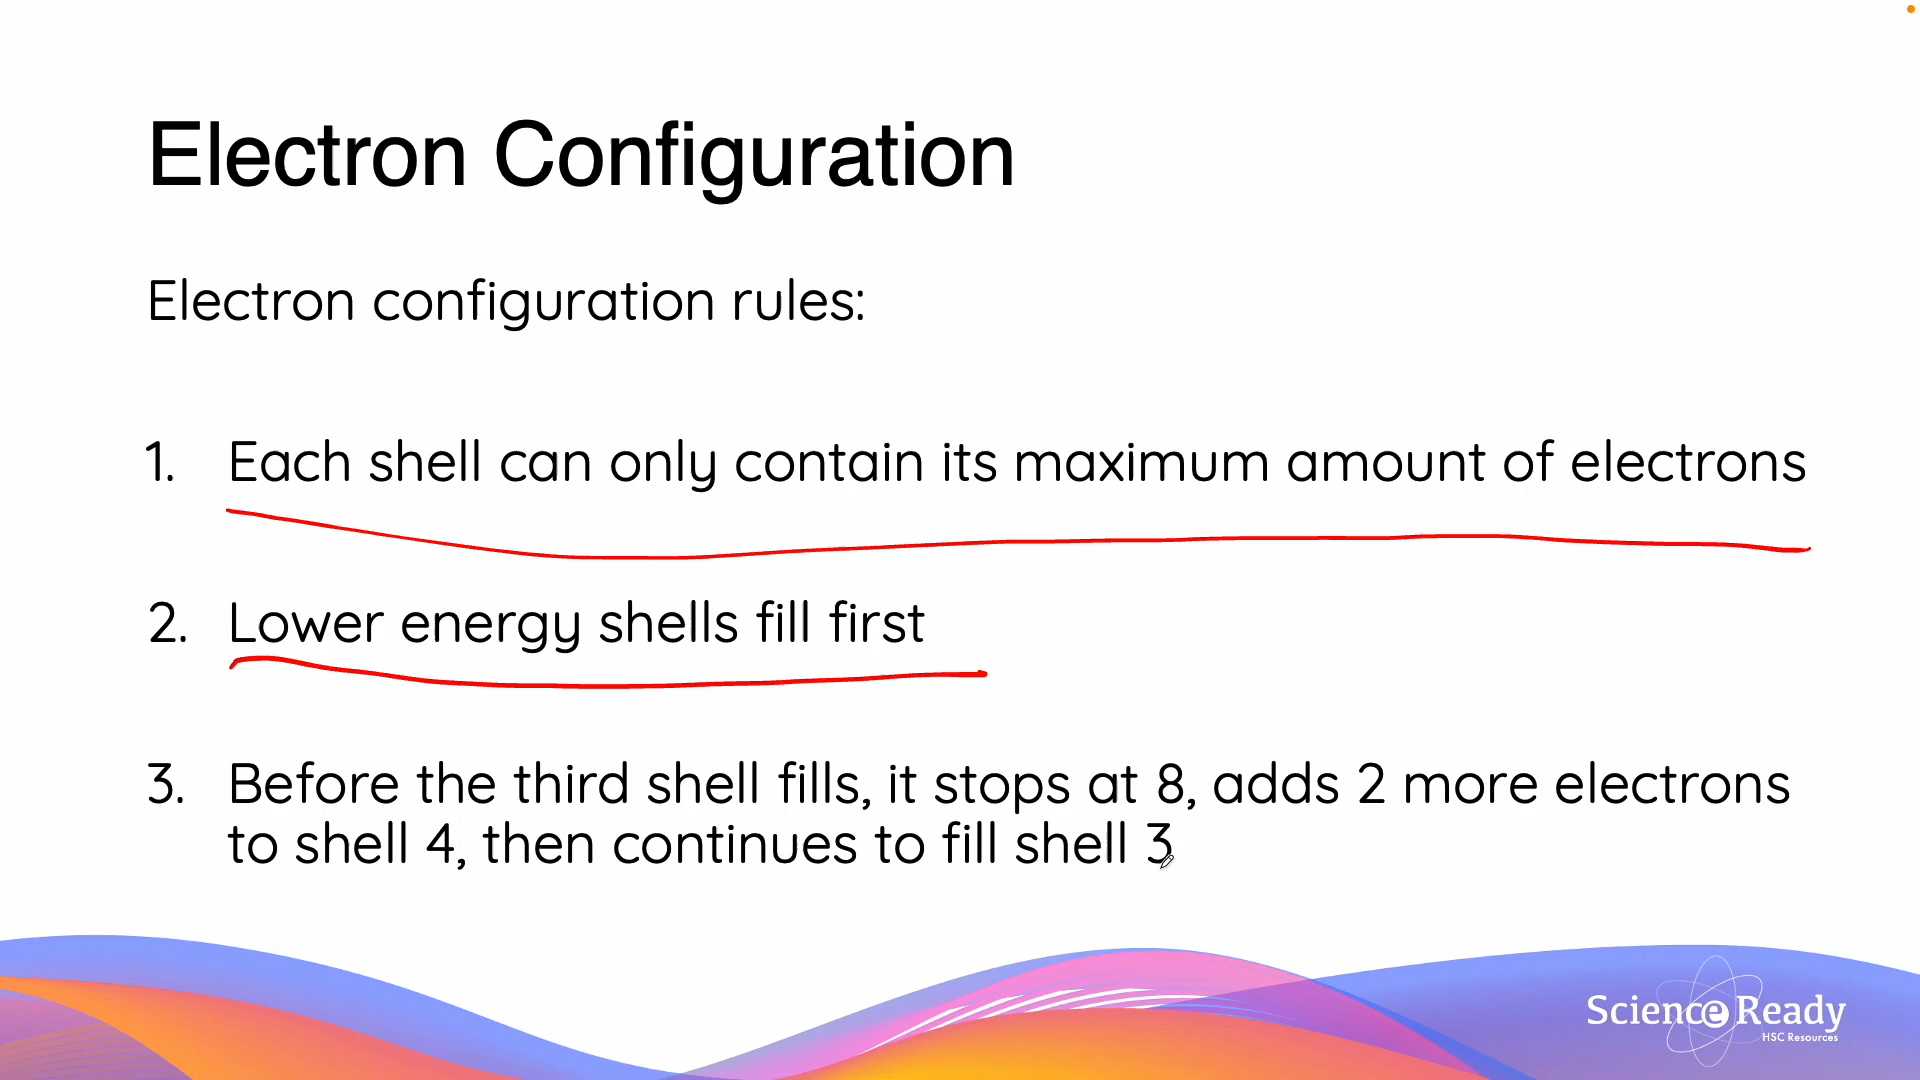 Electron Configuration
Electron configuration rules:
1. Each shell can only contain its maximum amount of electrons
2. Lower energy shells fill first
3. Before the third shell fills, it stops at 8, adds 2 more electrons
to shell 4, then continues to fill shell 3
Science Ready
HSC Resources